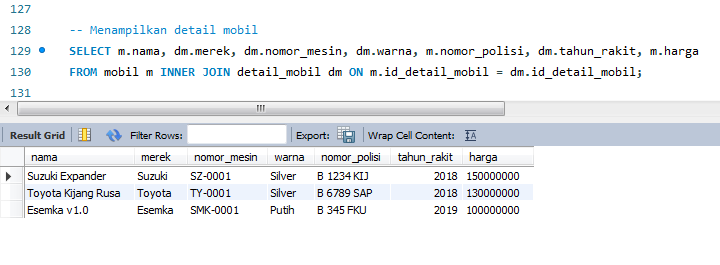 127
128 -- Menampilkan detail mobil
129 SELECT m.nama, dm.merek, dm.nomor_mesin, dm.warna, m.nomor_polisi, dm.tahun_rakit, m.harga
130 FROM mobil m INNER JOIN detail_mobil dm ON m.id_detail_mobil = dm.id_detail_mobil;
131
Result Grid Filter Rows: Export: Wrap Cell Content:
nama merek nomor_mesin warna nomor_polisi tahun_rakit harga
Suzuki Expander Suzuki SZ-0001 Silver B 1234 KIJ 2018 150000000
Toyota Kijang Rusa Toyota TY-0001 Silver B 6789 SAP 2018 130000000
Esemka v1.0 Esemka SMK-0001 Putih B 345 FKU 2019 100000000